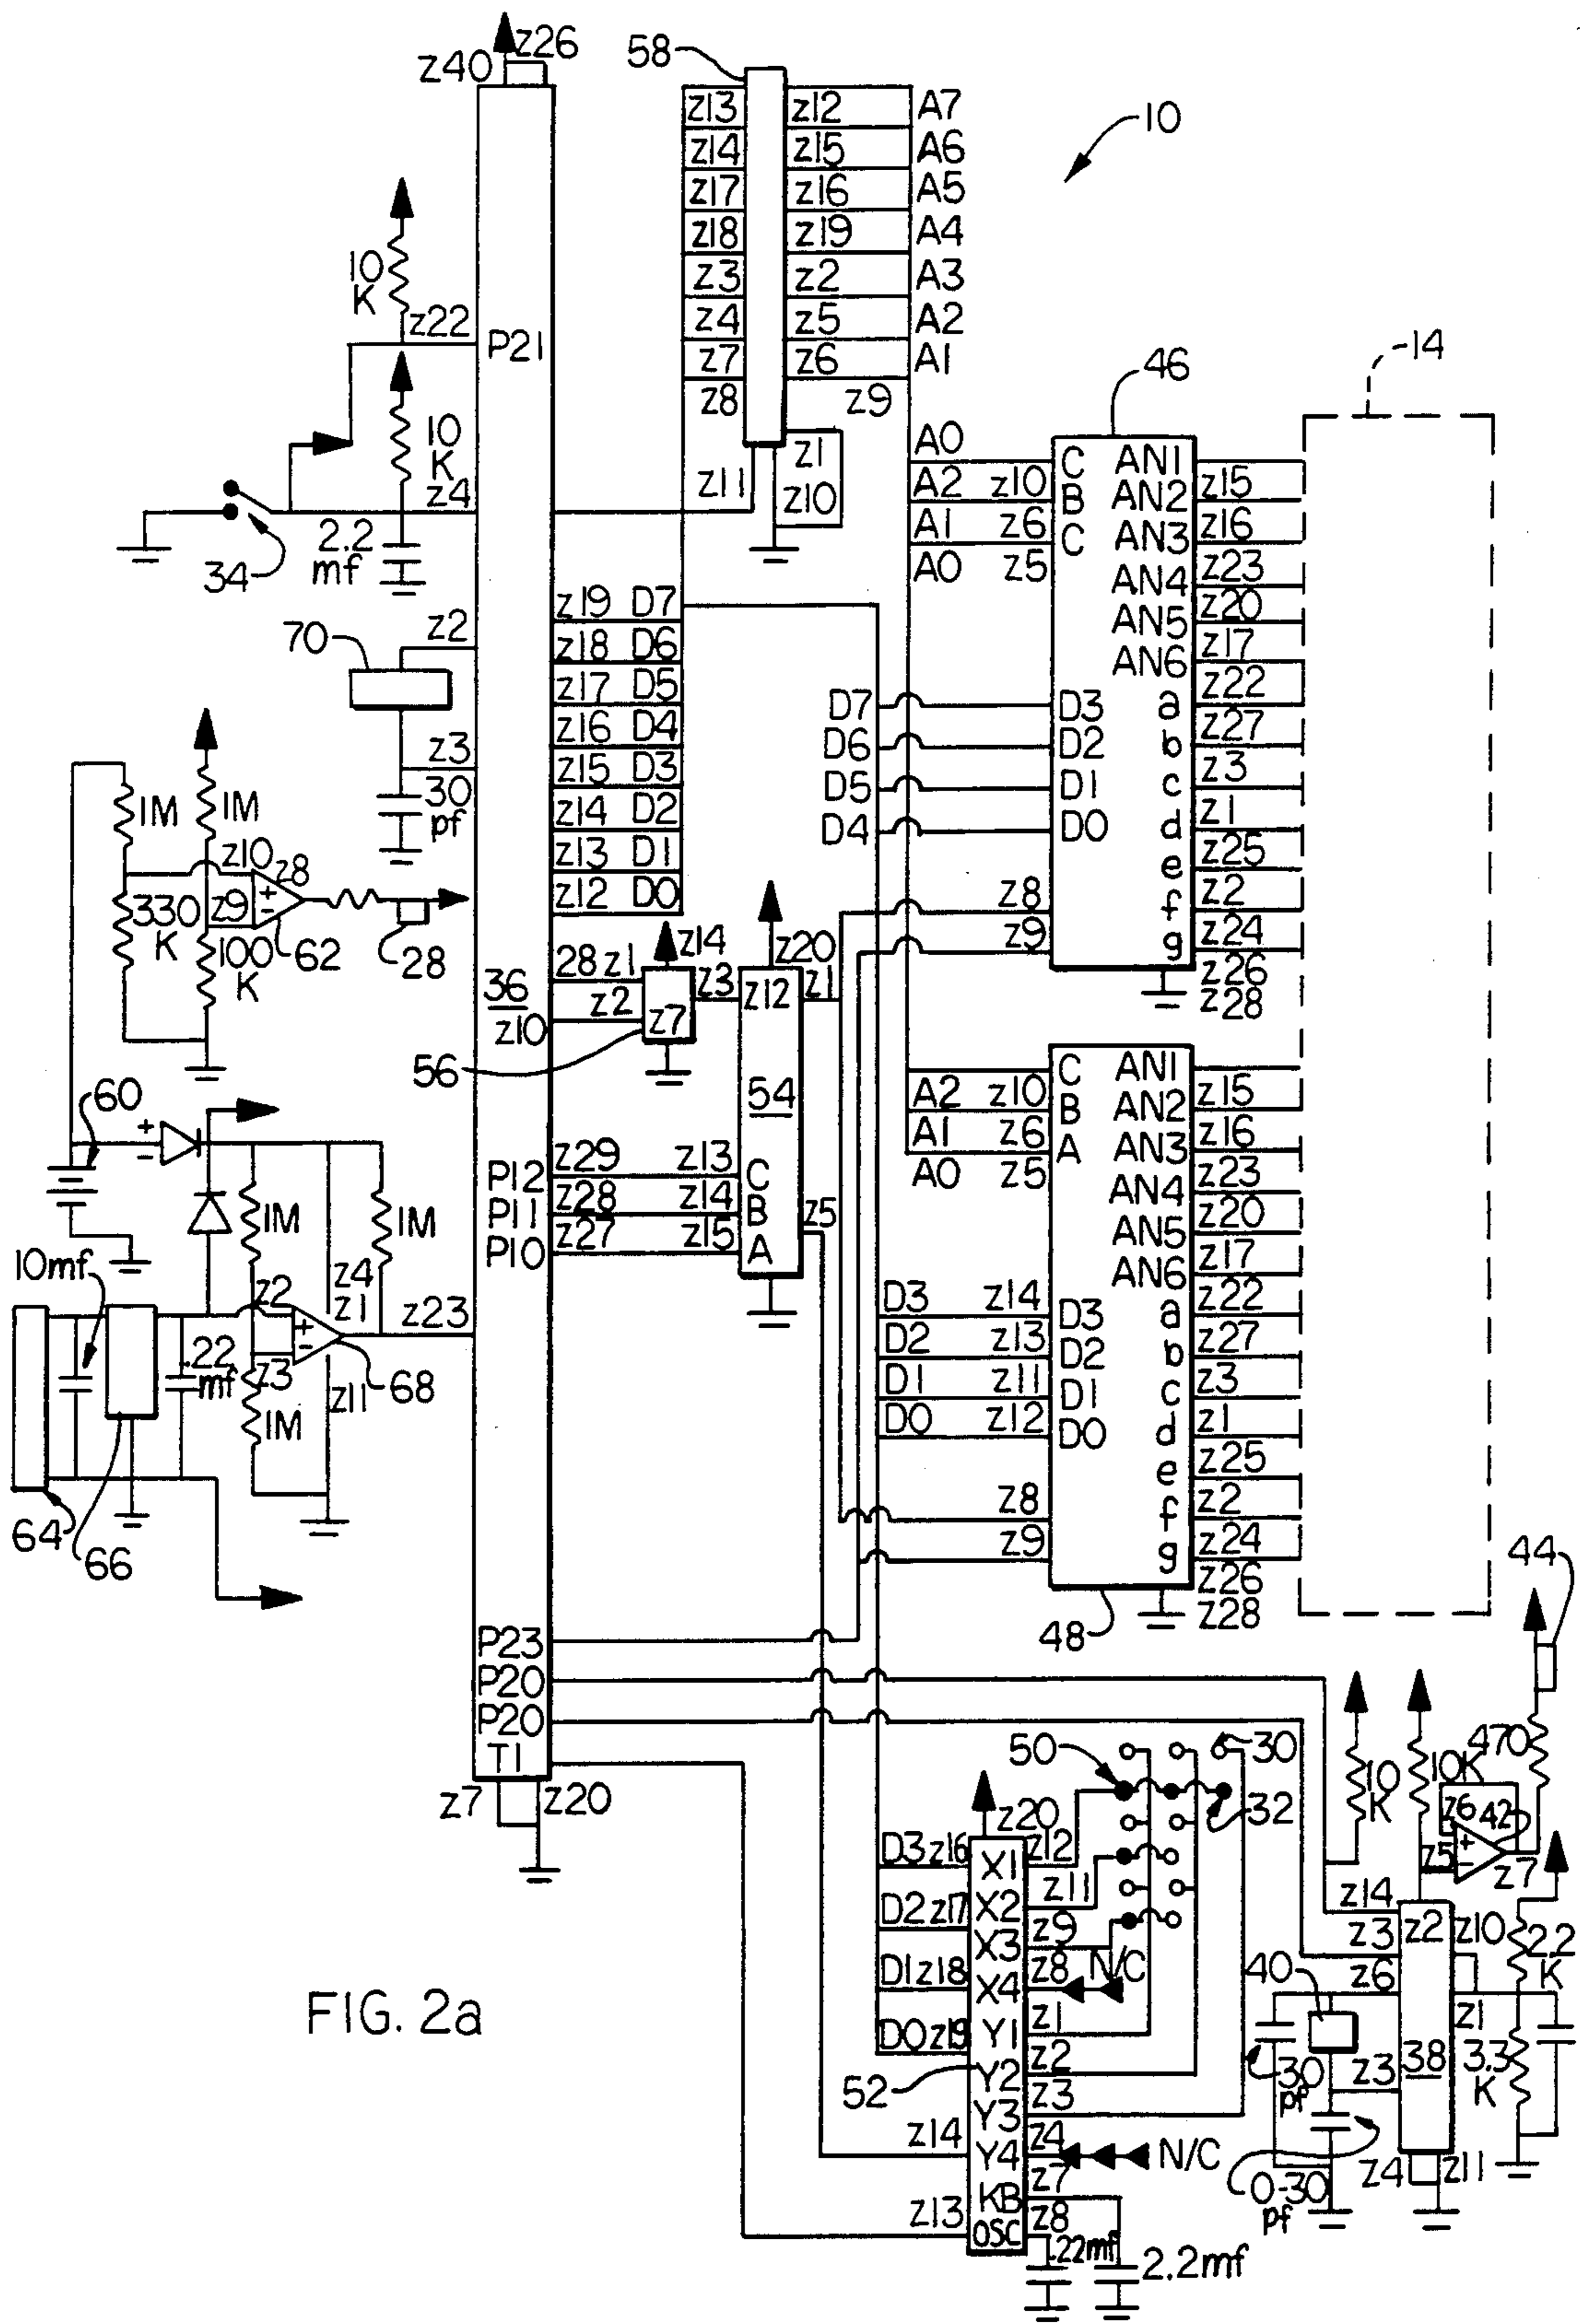 z40
z26
58
10
z13
z14
z17
z18
z3
z4
z7
z8
z12
z15
z16
z19
z2
z5
z6
z9
A7
A6
A5
A4
A3
A2
A1
z11
z1
z10
10
K
z22
P21
10
K
z4
34
2.2
mf
70
z2
z3
30
pf
z19 D7
z18 D6
z17 D5
z16 D4
z15 D3
z14 D2
z13 D1
z12 D0
1M
1M
z10
z8
z9
+
-
330
K
100
K
62
28
36
z10
28 z1
z2
z14
z7
z3
56
z20
z12
z1
54
P12
P11
P10
z29
z28
z27
z13
z14
z15
C
B
A
z5
46
14
A0
A2
A1
A0
z10
z6
z5
C
B
C
AN1
AN2
AN3
AN4
AN5
AN6
a
b
c
d
e
f
g
z15
z16
z23
z20
z17
z22
z27
z3
z1
z25
z2
z24
z26
z28
D7
D6
D5
D4
D3
D2
D1
D0
z8
z9
A2
A1
A0
z10
z6
z5
C
B
A
AN1
AN2
AN3
AN4
AN5
AN6
a
b
c
d
e
f
g
z15
z16
z23
z20
z17
z22
z27
z3
z1
z25
z2
z24
z26
z28
D3
D2
D1
D0
z14
z13
z11
z12
D3
D2
D1
D0
z8
z9
48
60
+
-
10mf
1M
1M
z4
z1
z2
z3
+
-
z11
z23
.22
mf
1M
68
64
66
P23
P20
P20
T1
z7
z20
50
30
32
D3 z16
D2 z17
D1 z18
D0 z19
z20
X1
X2
X3
X4
Y1
Y2
Y3
Y4
KB
OSC
z12
z11
z9
z8
N/C
z1
z2
z3
z4
N/C
z7
z8
52
z14
z13
.22mf
2.2mf
44
470
10
K
10K
z6
42
+
-
z5
z7
z14
z3
z6
z2
z10
2.2
K
z1
40
30
pf
z3
38
3.3
K
0-30
pf
z4
z11
FIG. 2a